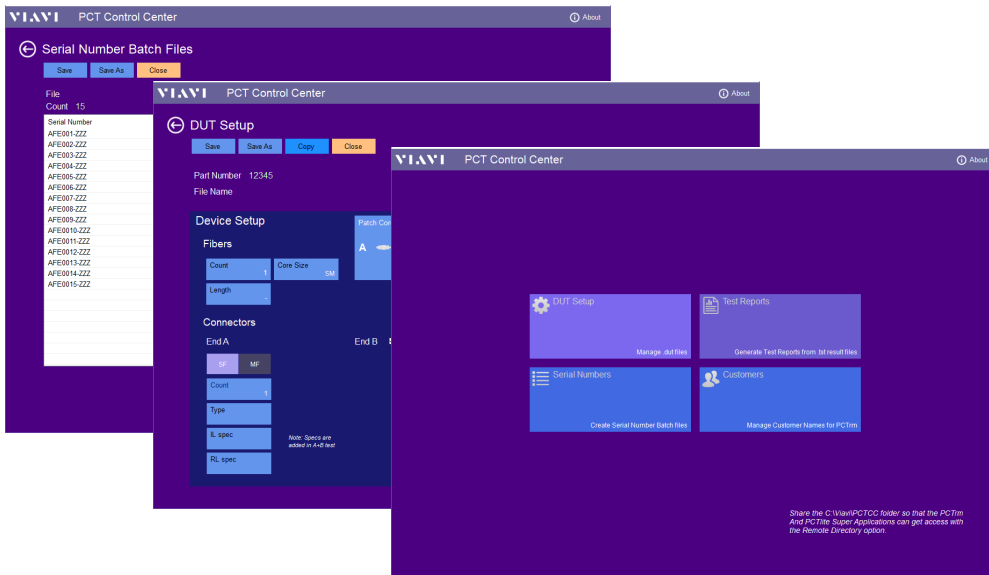 VIAVI PCT Control Center About
Serial Number Batch Files
Save Save As Close
File
Count 15
Serial Number
AFE001-ZZZ
AFE002-ZZZ
AFE003-ZZZ
AFE004-ZZZ
AFE005-ZZZ
AFE006-ZZZ
AFE007-ZZZ
AFE008-ZZZ
AFE009-ZZZ
AFE0010-ZZZ
AFE0011-ZZZ
AFE0012-ZZZ
AFE0013-ZZZ
AFE0014-ZZZ
AFE0015-ZZZ
VIAVI PCT Control Center About
DUT Setup
Save Save As Copy Close
Part Number 12345
File Name
Device Setup
Patch Cor
Fibers
A
Count 1
Core Size SM
Length -
Connectors
End A
End B
SF MF
Count 1
Type
IL spec
Note: Specs are
added in A+B test
RL spec
VIAVI PCT Control Center About
DUT Setup
Manage .dut files
Test Reports
Generate Test Reports from .tst result files
Serial Numbers
Create Serial Number Batch files
Customers
Manage Customer Names for PCTrm
Share the C:\Viavi\PCTCC folder so that the PCTrm
And PCTlite Super Applications can get access with
the Remote Directory option.